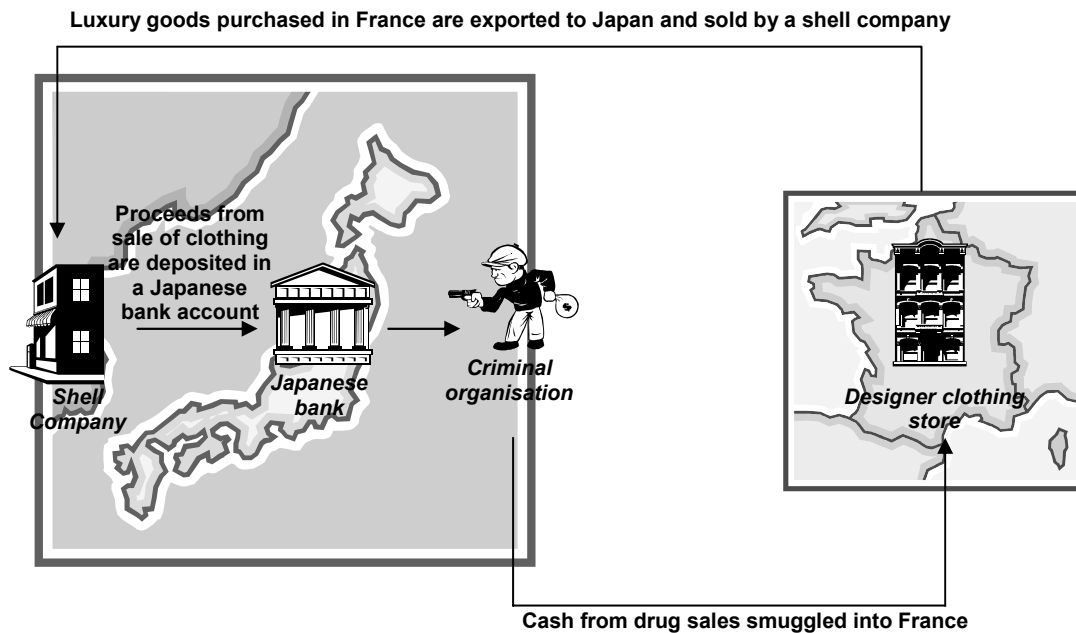 Luxury goods purchased in France are exported to Japan and sold by a shell company
Proceeds from
sale of clothing
are deposited in
a Japanese
bank account
Shell
Company
Japanese
bank
Criminal
organisation
$
Designer clothing
store
Cash from drug sales smuggled into France